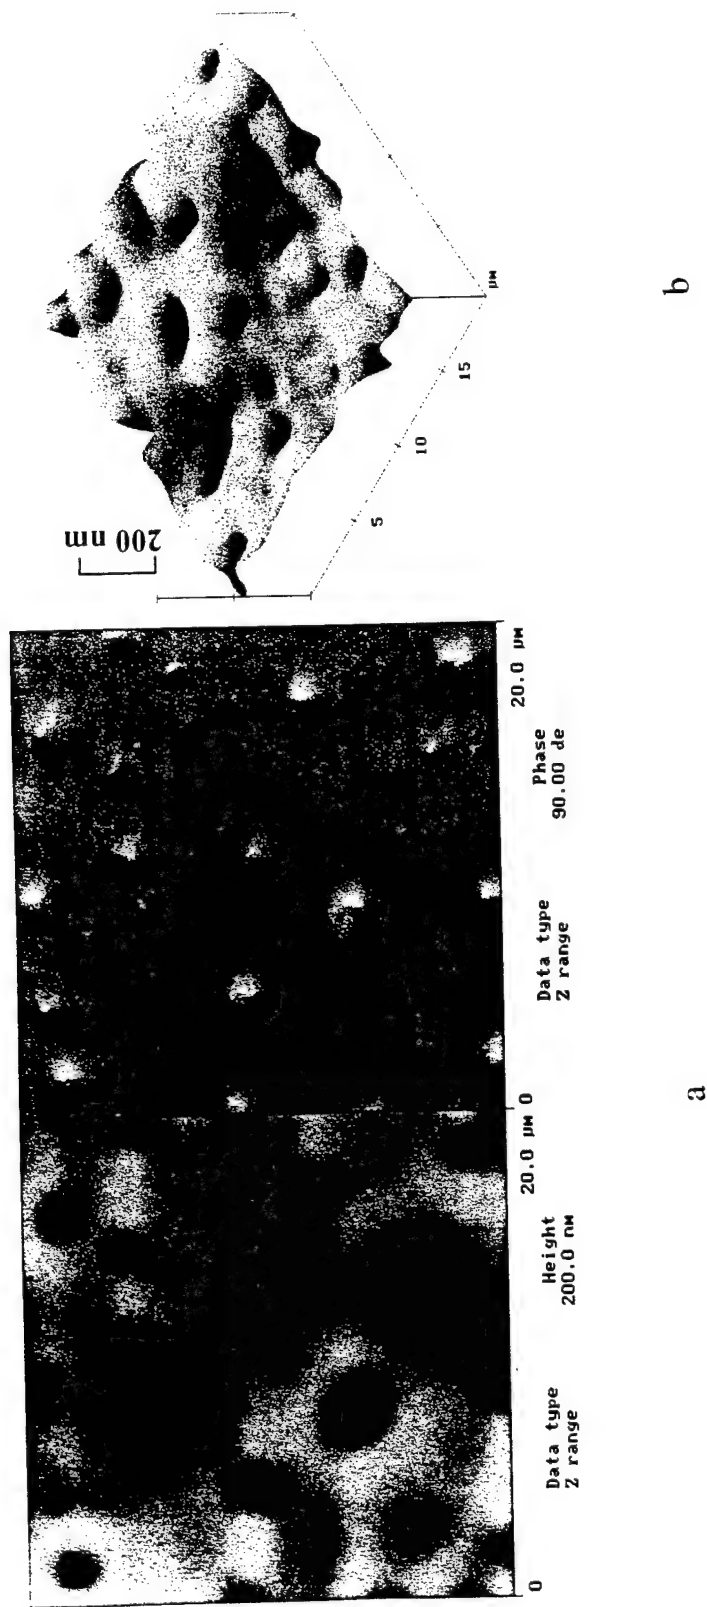 200 nm
5
10
15
µM
b
0
20.0 µM
Data type Height
Z range 200.0 nM
0
20.0 µM
Data type Phase
Z range 90.00 de
a